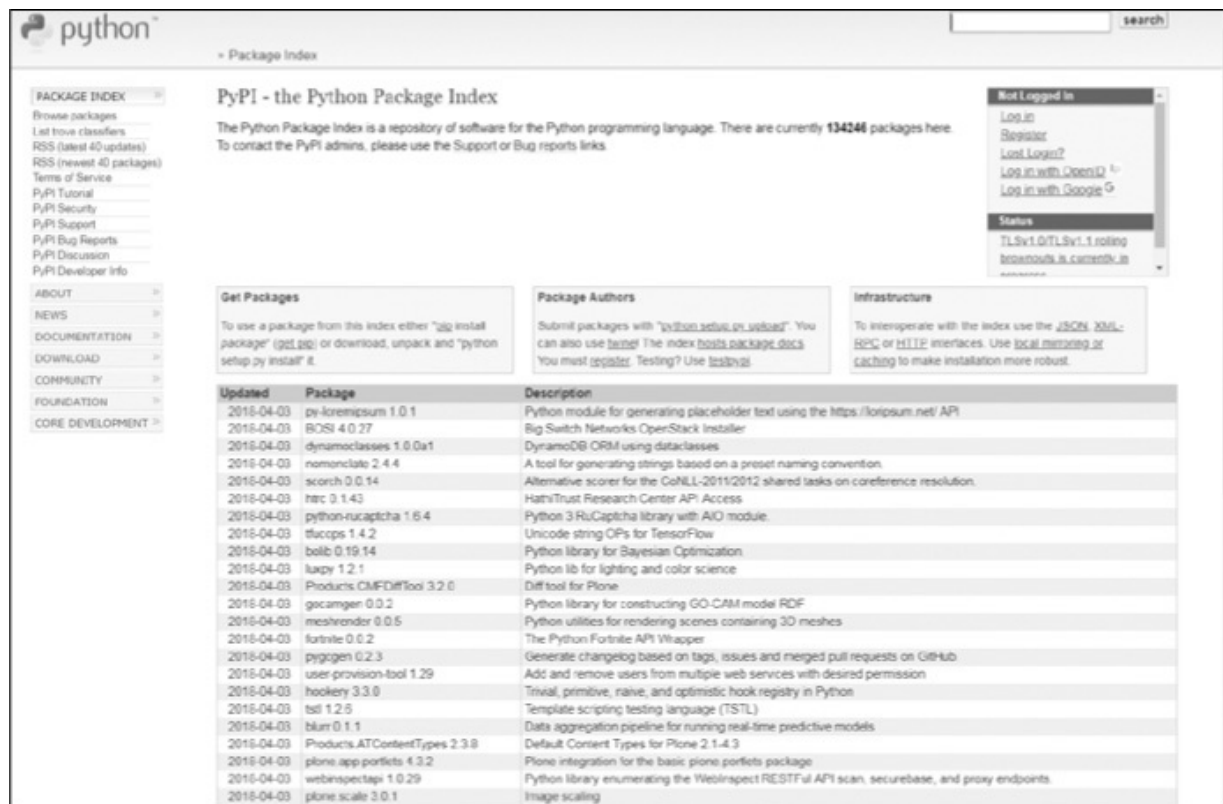 python™
search
» Package Index
PACKAGE INDEX »
Browse packages
List trove classifiers
RSS (latest 40 updates)
RSS (newest 40 packages)
Terms of Service
PyPI Tutorial
PyPI Security
PyPI Support
PyPI Bug Reports
PyPI Discussion
PyPI Developer Info
ABOUT »
NEWS »
DOCUMENTATION »
DOWNLOAD »
COMMUNITY »
FOUNDATION »
CORE DEVELOPMENT »
PyPI - the Python Package Index
The Python Package Index is a repository of software for the Python programming language. There are currently 134246 packages here.
To contact the PyPI admins, please use the Support or Bug reports links.
Not Logged In
Log in
Register
Lost Login?
Log in with OpenID
Log in with Google G
Status
TLSv1.0/TLSv1.1 rolling
brownouts is currently in
Get Packages
To use a package from this index either "pip install
package" (get pip) or download, unpack and "python
setup.py install" it.
Package Authors
Submit packages with "python setup.py upload". You
can also use twine! The index hosts package docs.
You must register. Testing? Use testpypi.
Infrastructure
To interoperate with the index use the JSON, XML-
RPC or HTTP interfaces. Use local mirroring or
caching to make installation more robust.
Updated Package Description
2018-04-03 py-loremipsum 1.0.1 Python module for generating placeholder text using the https://loripsum.net/ API
2018-04-03 BOSI 4.0.27 Big Switch Networks OpenStack Installer
2018-04-03 dynamoclasses 1.0.0a1 DynamoDB ORM using dataclasses
2018-04-03 nomenclate 2.4.4 A tool for generating strings based on a preset naming convention.
2018-04-03 scorch 0.0.14 Alternative scorer for the CoNLL-2011/2012 shared tasks on coreference resolution.
2018-04-03 htrc 0.1.43 HathiTrust Research Center API Access
2018-04-03 python-rucaptcha 1.6.4 Python 3 RuCaptcha library with AIO module.
2018-04-03 tfucops 1.4.2 Unicode string OPs for TensorFlow
2018-04-03 bolib 0.19.14 Python library for Bayesian Optimization
2018-04-03 luxpy 1.2.1 Python lib for lighting and color science
2018-04-03 Products.CMFDiffTool 3.2.0 Diff tool for Plone
2018-04-03 gocamgen 0.0.2 Python library for constructing GO-CAM model RDF
2018-04-03 meshrender 0.0.5 Python utilities for rendering scenes containing 3D meshes
2018-04-03 fortnite 0.0.2 The Python Fortnite API Wrapper
2018-04-03 pygcgen 0.2.3 Generate changelog based on tags, issues and merged pull requests on GitHub
2018-04-03 user-provision-tool 1.29 Add and remove users from multiple web services with desired permission
2018-04-03 hookery 3.3.0 Trivial, primitive, naive, and optimistic hook registry in Python
2018-04-03 tstl 1.2.6 Template scripting testing language (TSTL)
2018-04-03 blurr 0.1.1 Data aggregation pipeline for running real-time predictive models
2018-04-03 Products.ATContentTypes 2.3.8 Default Content Types for Plone 2.1-4.3
2018-04-03 plone.app.portlets 4.3.2 Plone integration for the basic plone.portlets package
2018-04-03 webinspectapi 1.0.29 Python library enumerating the WebInspect RESTFul API scan, securebase, and proxy endpoints.
2018-04-03 plone.scale 3.0.1 Image scaling